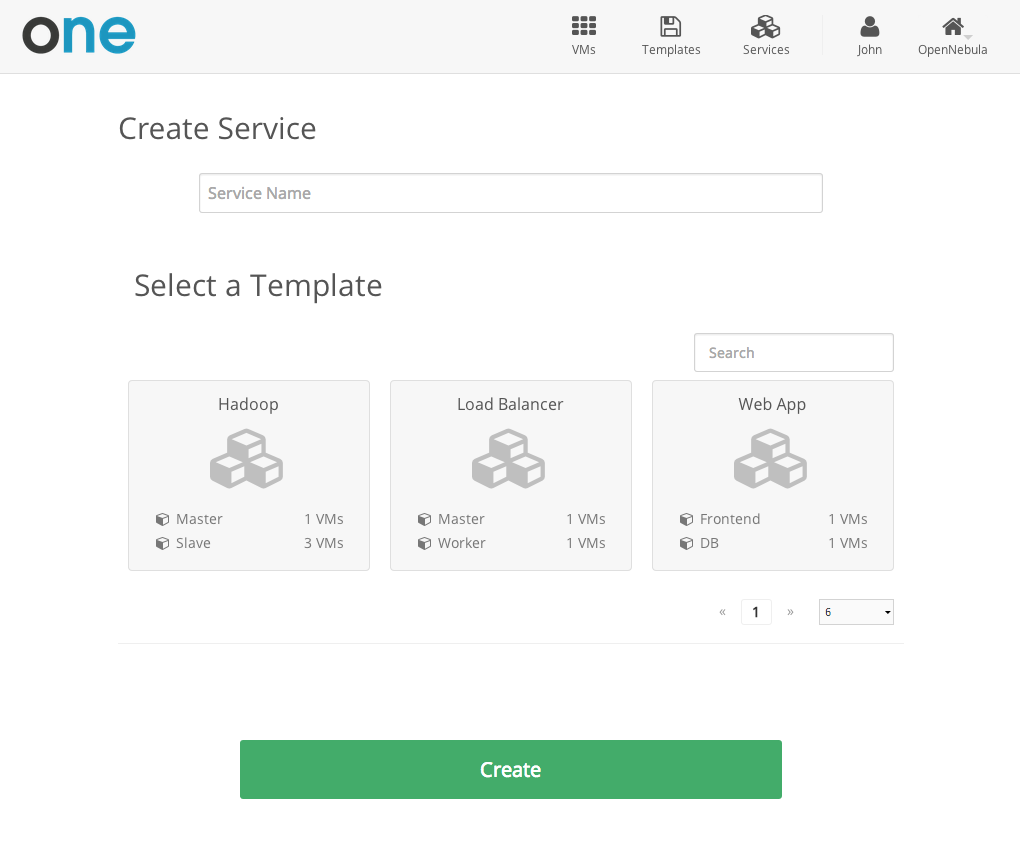 one
VMs Templates Services John OpenNebula
Create Service
Service Name
Select a Template
Search
Hadoop
Master 1 VMs
Slave 3 VMs
Load Balancer
Master 1 VMs
Worker 1 VMs
Web App
Frontend 1 VMs
DB 1 VMs
« 1 » 6
Create